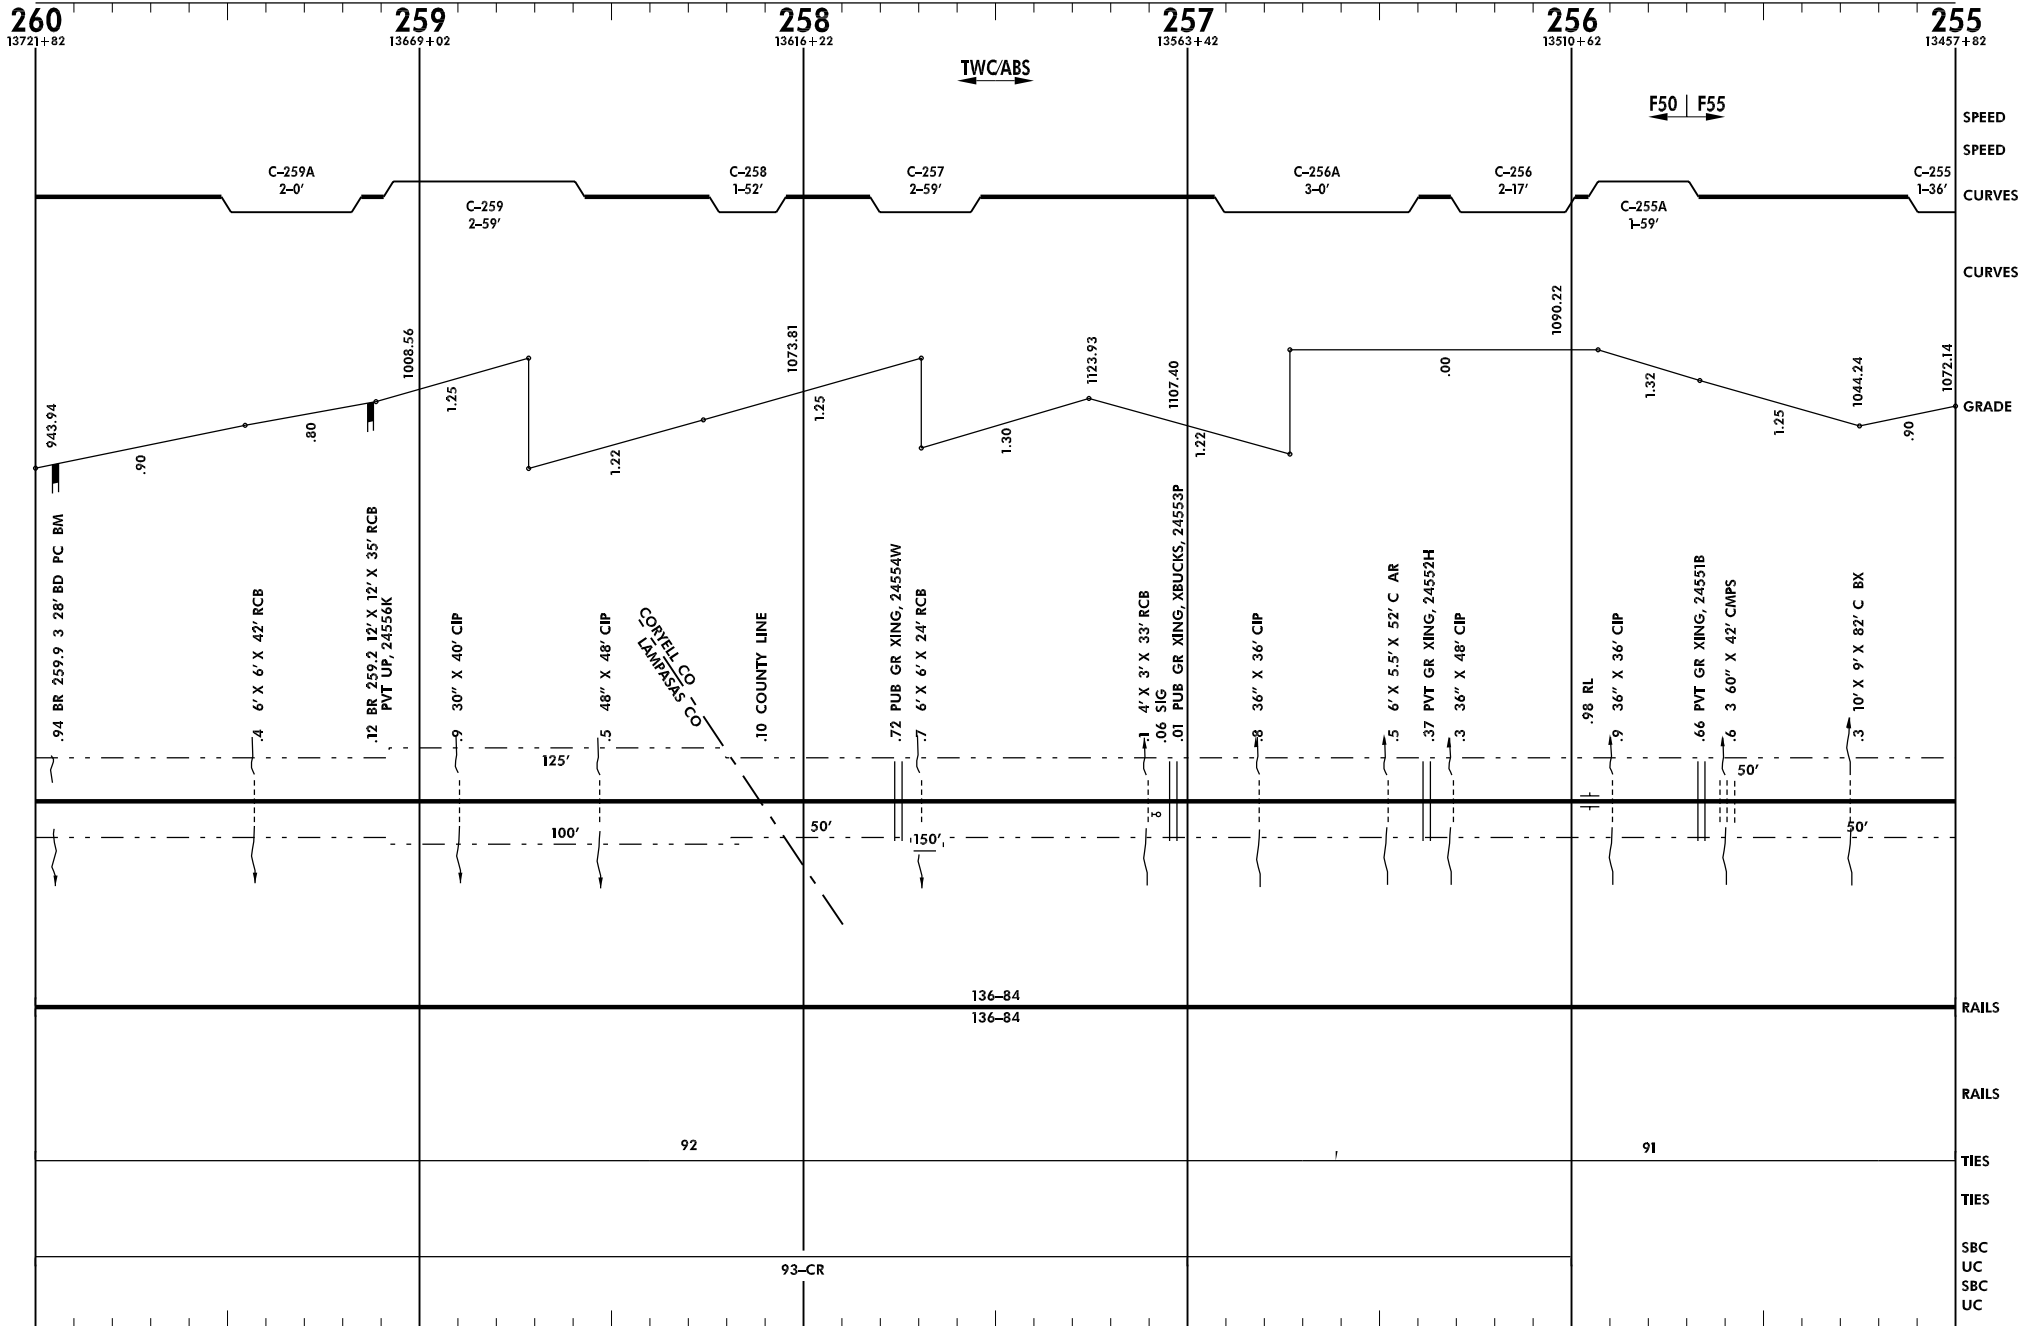 260 259 258 257 256 255
13721+82 13669+02 13616+22 13563+42 13510+62 13457+82
TWC/ABS
F50 F55
SPEED
SPEED
C–259A
2–0'
C–259
2–59'
C–258
1–52'
C–257
2–59'
C–256A
3–0'
C–256
2–17'
C–255A
1–59'
C–255
1–36'
CURVES
CURVES
943.94
.90
.80
1008.56
1.25
1.22
1073.81
1.25
1.30
1123.93
1107.40
1.22
.00
1090.22
1.32
1.25
1044.24
.90
1072.14
GRADE
.94 BR 259.9 3 28' BD PC BM
.4 6' X 6' X 42' RCB
.12 BR 259.2 12' X 12' X 35' RCB
PVT UP, 24556K
.9 30" X 40' CIP
.5 48" X 48' CIP
CORYELL CO
LAMPASAS CO
.10 COUNTY LINE
.72 PUB GR XING, 24554W
.7 6' X 6' X 24' RCB
.1 4' X 3' X 33' RCB
.06 SIG
.01 PUB GR XING, XBUCKS, 24553P
.8 36" X 36' CIP
.5 6' X 5.5' X 52' C AR
.37 PVT GR XING, 24552H
.3 36" X 48' CIP
.98 RL
.9 36" X 36' CIP
.66 PVT GR XING, 24551B
.6 3 60" X 42' CMPS
.3 10' X 9' X 82' C BX
125'
50'
100'
50'
150'
50'
136–84
136–84
RAILS
RAILS
92
91
TIES
TIES
93–CR
SBC
UC
SBC
UC